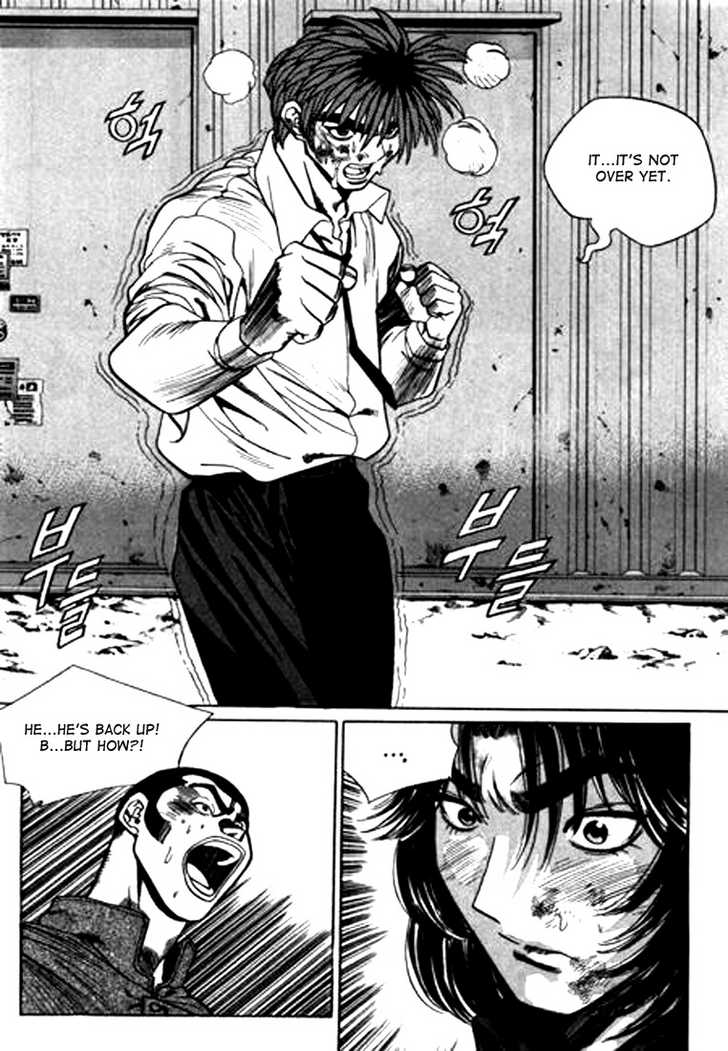 헉
IT...IT'S NOT
OVER YET.
헉
부들
부들
HE...HE'S BACK UP!
B...BUT HOW?!
...